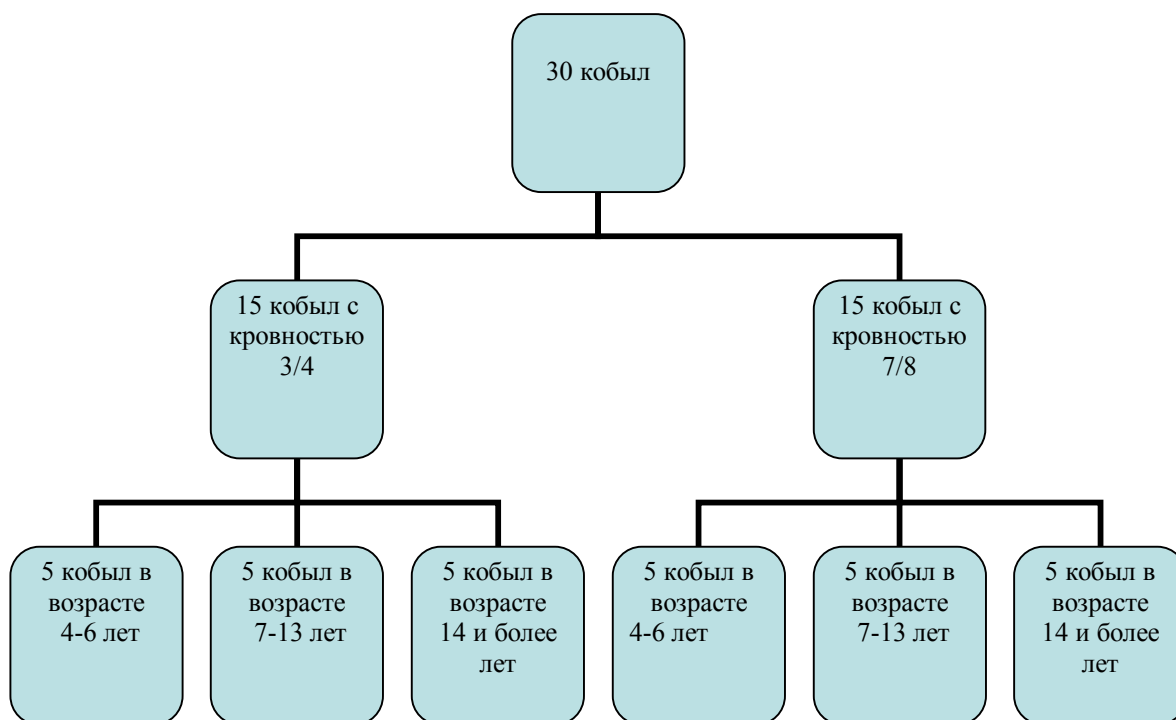 30 кобыл
15 кобыл с
кровностью
3/4
15 кобыл с
кровностью
7/8
5 кобыл в
возрасте
4-6 лет
5 кобыл в
возрасте
7-13 лет
5 кобыл в
возрасте
14 и более
лет
5 кобыл в
возрасте
4-6 лет
5 кобыл в
возрасте
7-13 лет
5 кобыл в
возрасте
14 и более
лет